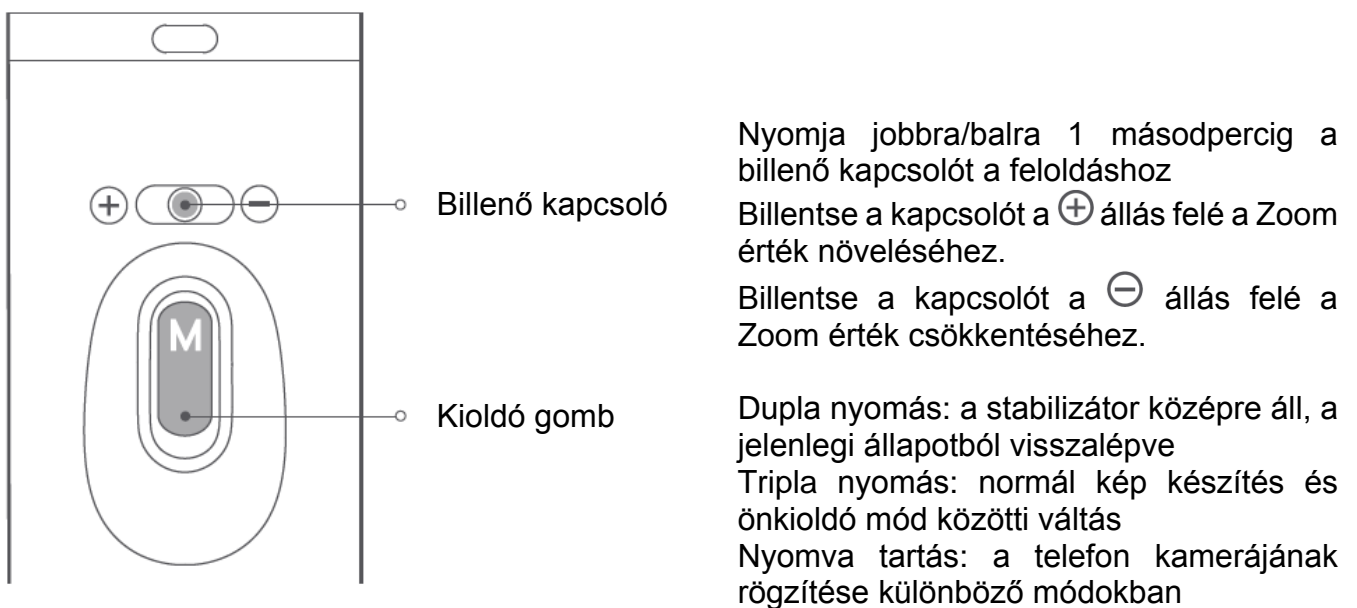 Nyomja jobbra/balra 1 másodpercig a
billenő kapcsolót a feloldáshoz
Billenő kapcsoló
Billentse a kapcsolót a ⊕ állás felé a Zoom
érték növeléséhez.
Billentse a kapcsolót a ⊖ állás felé a
Zoom érték csökkentéséhez.
M
Kioldó gomb
Dupla nyomás: a stabilizátor középre áll, a
jelenlegi állapotból visszalépve
Tripla nyomás: normál kép készítés és
önkioldó mód közötti váltás
Nyomva tartás: a telefon kamerájának
rögzítése különböző módokban